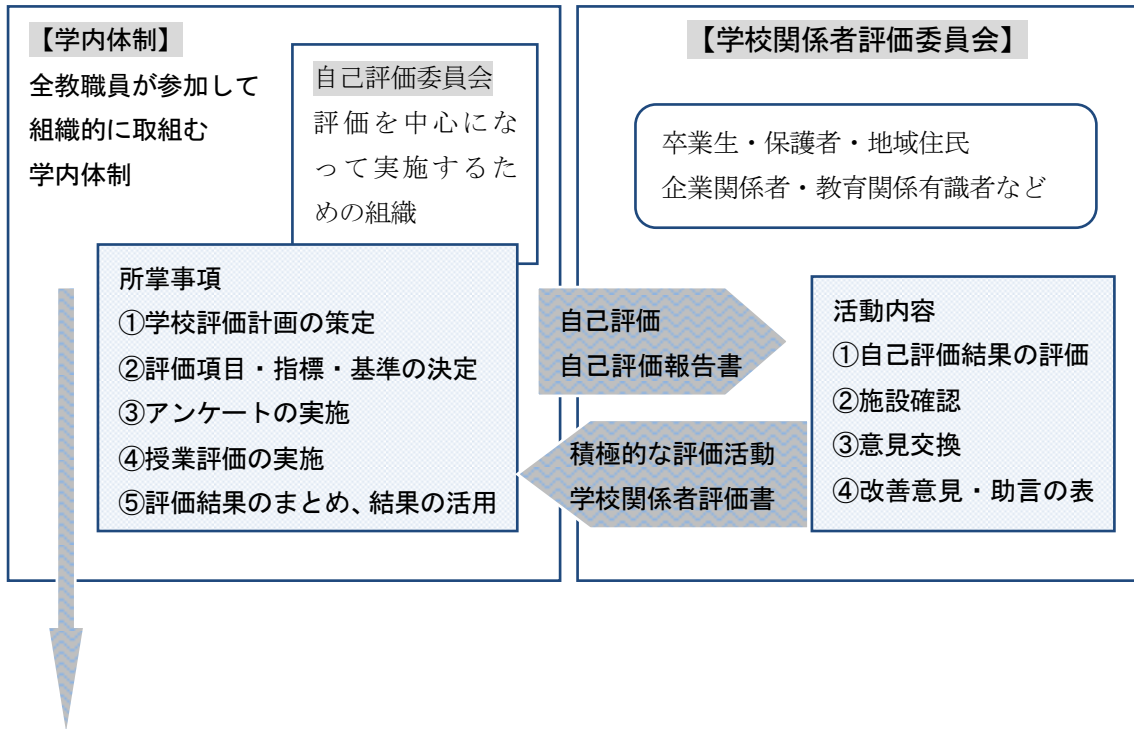 【学内体制】
全教職員が参加して
組織的に取組む
学内体制
自己評価委員会
評価を中心にな
って実施するた
めの組織
所掌事項
①学校評価計画の策定
②評価項目・指標・基準の決定
③アンケートの実施
④授業評価の実施
⑤評価結果のまとめ、結果の活用
自己評価
自己評価報告書
積極的な評価活動
学校関係者評価書
【学校関係者評価委員会】
卒業生・保護者・地域住民
企業関係者・教育関係有識者など
活動内容
①自己評価結果の評価
②施設確認
③意見交換
④改善意見・助言の表